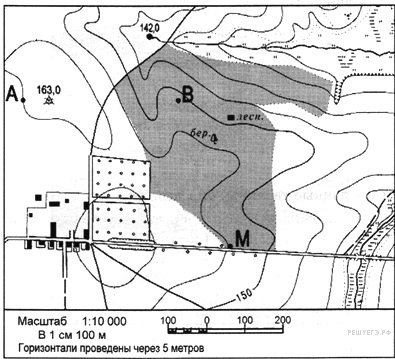 142,0
А
163,0
В
лесн.
бер.
М
150
Масштаб 1:10 000
В 1 см 100 м
Горизонтали проведены через 5 метров
100 0 100 200
РЕШУЕГЭ.РФ